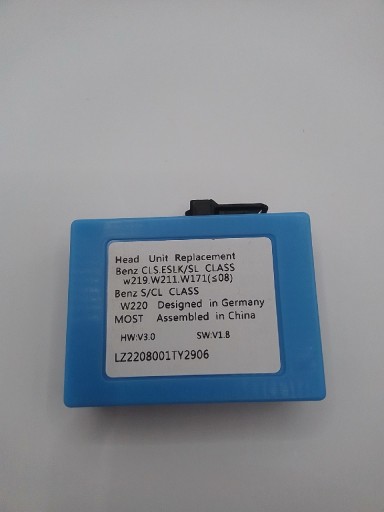 Head Unit Replacement
Benz CLS.ESLK/SL CLASS
w219.W211.W171(≤08)
Benz S/CL CLASS
W220 Designed in Germany
MOST Assembled in China
HW:V3.0 SW:V1.8
LZ2208001TY2906